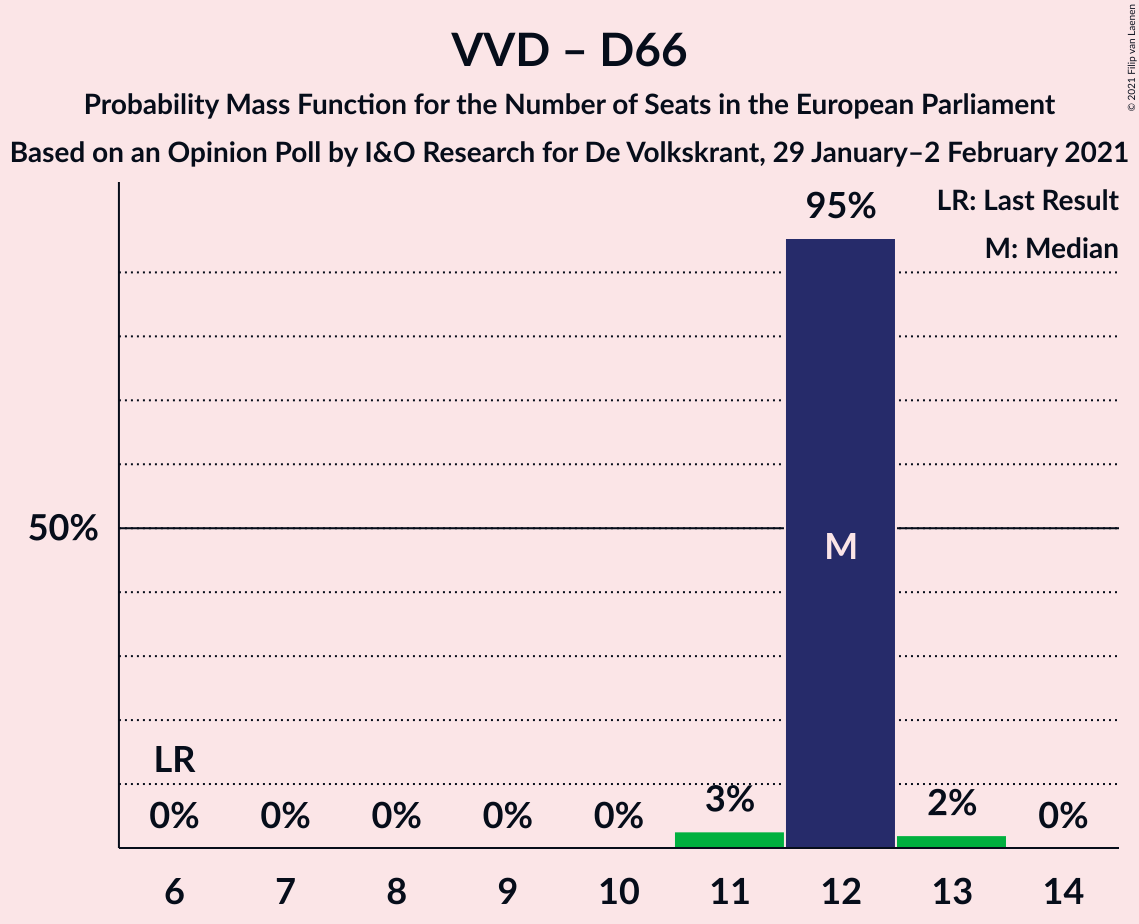 VVD – D66
Probability Mass Function for the Number of Seats in the European Parliament
Based on an Opinion Poll by I&O Research for De Volkskrant, 29 January–2 February 2021
© 2021 Filip van Laenen
LR: Last Result
M: Median
95%
50%
M
LR
0% 0% 0% 0% 0% 3% 2% 0%
6 7 8 9 10 11 12 13 14